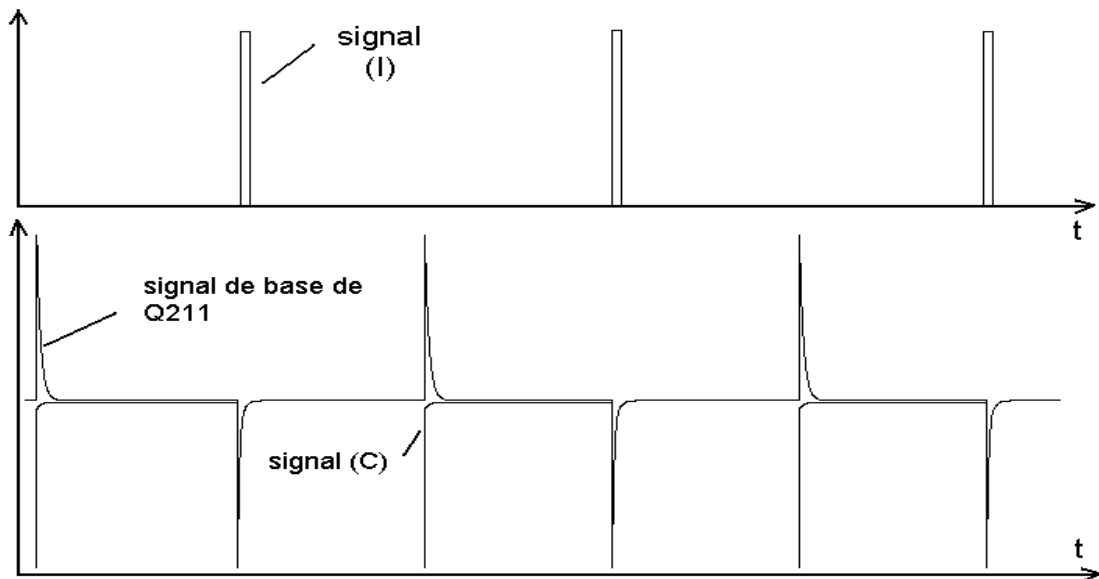 signal
(I)
t
signal de base de
Q211
signal (C)
t